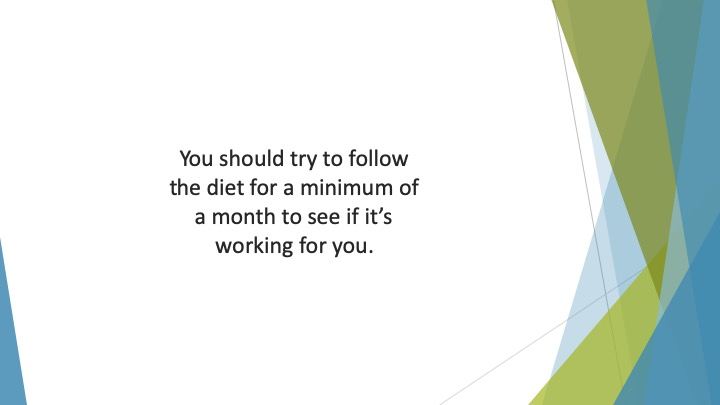 You should try to follow
the diet for a minimum of
a month to see if it’s
working for you.